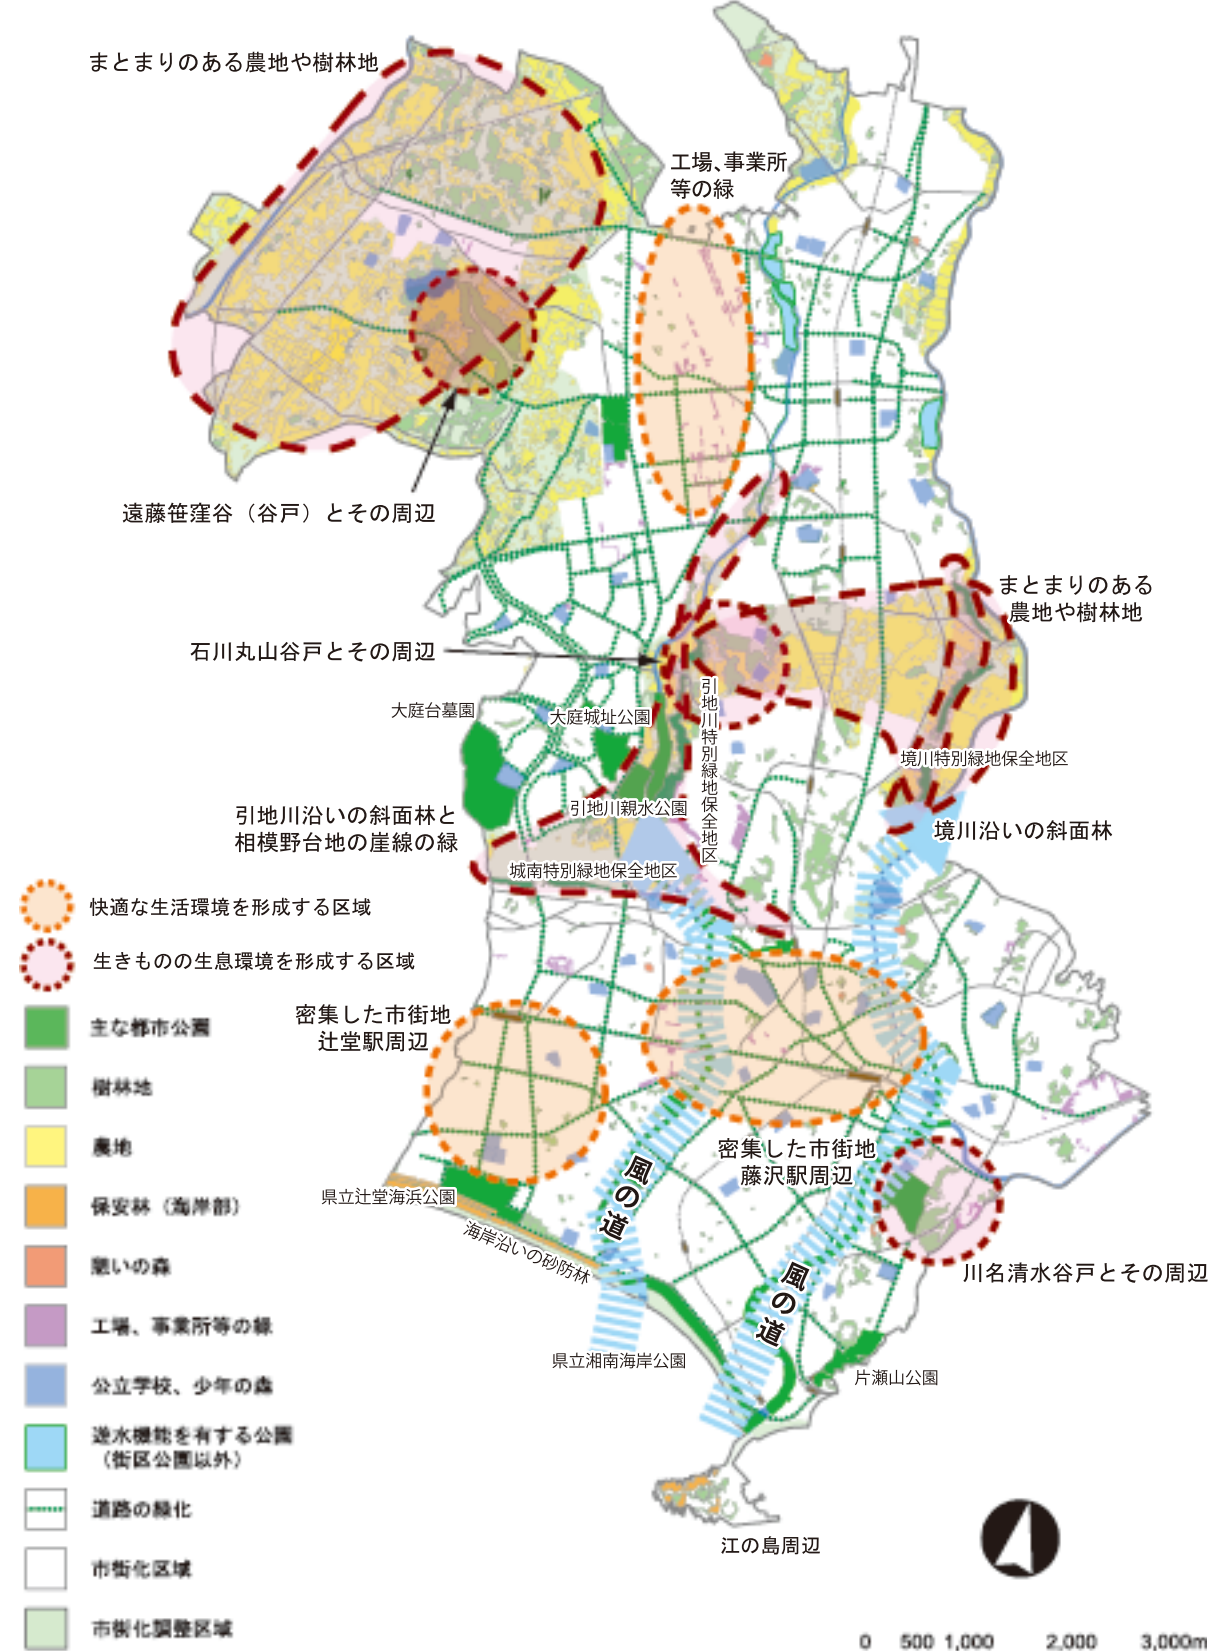 まとまりのある農地や樹林地
工場、事業所
等の緑
遠藤笹窪谷（谷戸）とその周辺
まとまりのある
農地や樹林地
石川丸山谷戸とその周辺
大庭台墓園
大庭城址公園
引地川特別緑地保全地区
境川特別緑地保全地区
引地川親水公園
引地川沿いの斜面林と
相模野台地の崖線の緑
境川沿いの斜面林
城南特別緑地保全地区
快適な生活環境を形成する区域
生きものの生息環境を形成する区域
密集した市街地
辻堂駅周辺
主な都市公園
樹林地
農地
保安林（海岸部）
憩いの森
工場、事業所等の緑
公立学校、少年の森
遊水機能を有する公園
（街区公園以外）
道路の緑化
市街化区域
市街化調整区域
密集した市街地
藤沢駅周辺
風の道
県立辻堂海浜公園
海岸沿いの砂防林
川名清水谷戸とその周辺
風の道
県立湘南海岸公園
片瀬山公園
江の島周辺
0 500 1,000 2,000 3,000m